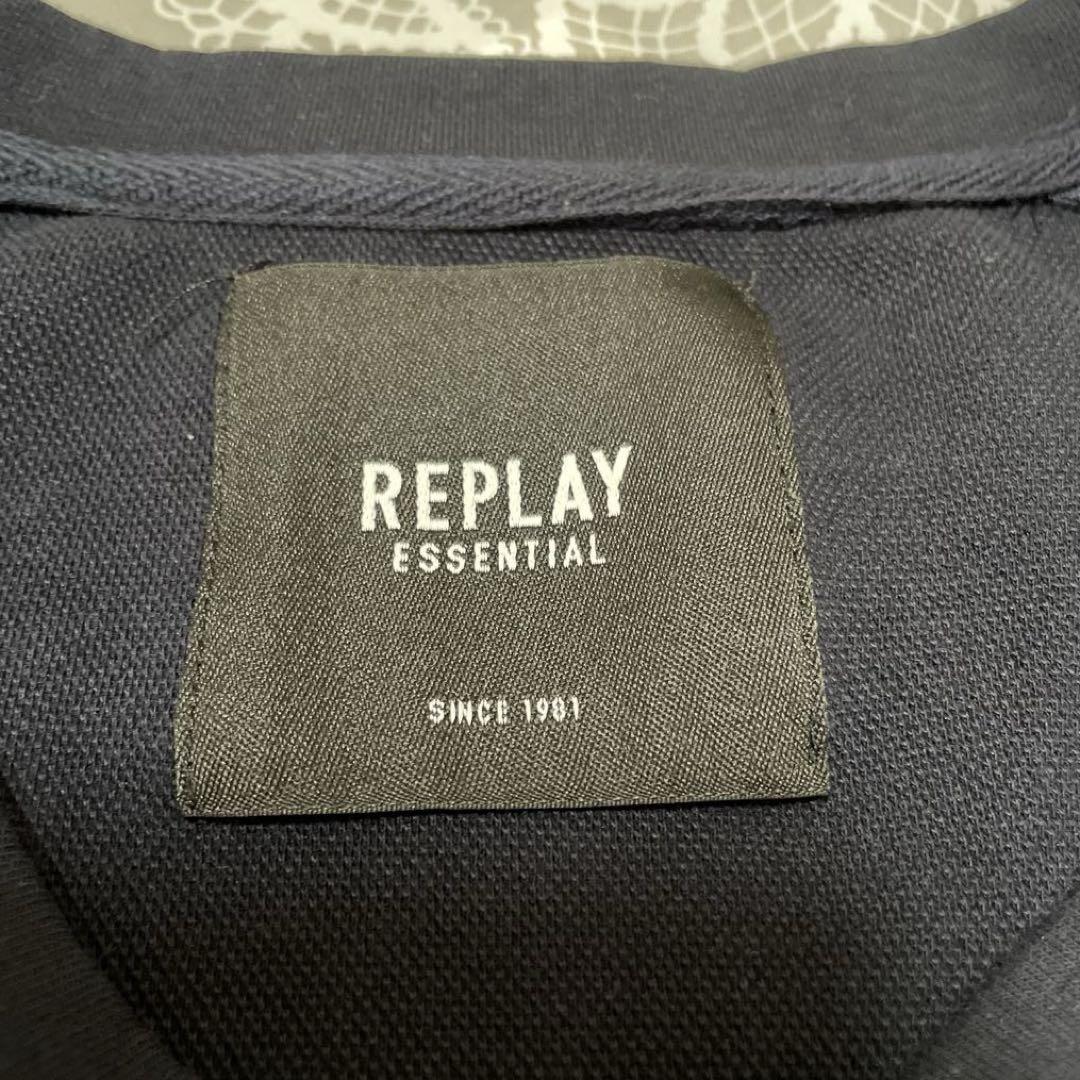 REPLAY
ESSENTIAL
SINCE 1981